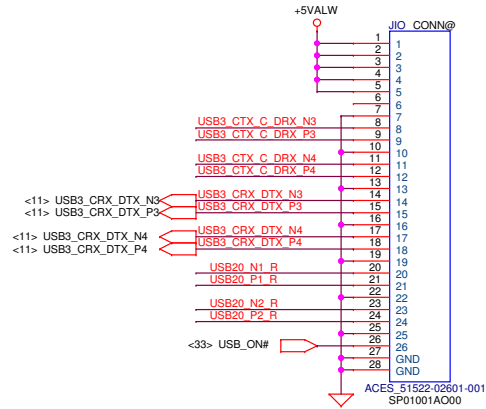 +5VALW
JIO CONN@
1 1
2 2
3 3
4 4
5 5
6 6
7 7
USB3_CTX_C_DRX_N3 8 8
USB3_CTX_C_DRX_P3 9 9
10 10
USB3_CTX_C_DRX_N4 11 11
USB3_CTX_C_DRX_P4 12 12
13 13
<11> USB3_CRX_DTX_N3 USB3_CRX_DTX_N3 14 14
<11> USB3_CRX_DTX_P3 USB3_CRX_DTX_P3 15 15
16 16
<11> USB3_CRX_DTX_N4 USB3_CRX_DTX_N4 17 17
<11> USB3_CRX_DTX_P4 USB3_CRX_DTX_P4 18 18
19 19
USB20_N1_R 20 20
USB20_P1_R 21 21
22 22
USB20_N2_R 23 23
USB20_P2_R 24 24
25 25
<33> USB_ON# 26 26
27 GND
28 GND
ACES_51522-02601-001
SP01001AO00